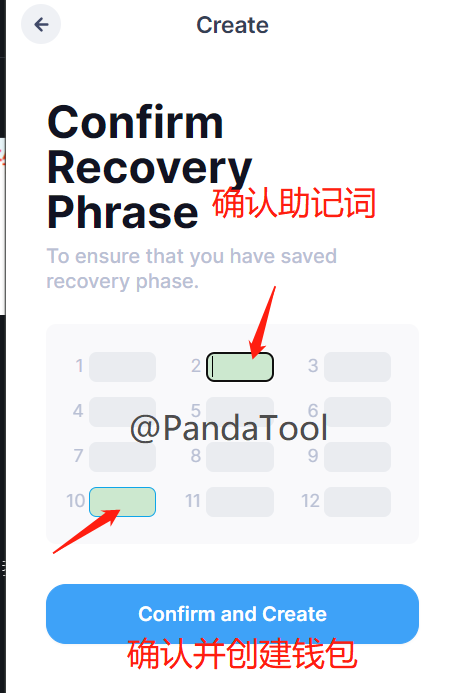 Create
Confirm
Recovery
Phrase
确认助记词
To ensure that you have saved
recovery phase.
1 2 3
4 5 6
@PandaTool
7 8 9
10 11 12
Confirm and Create
确认并创建钱包